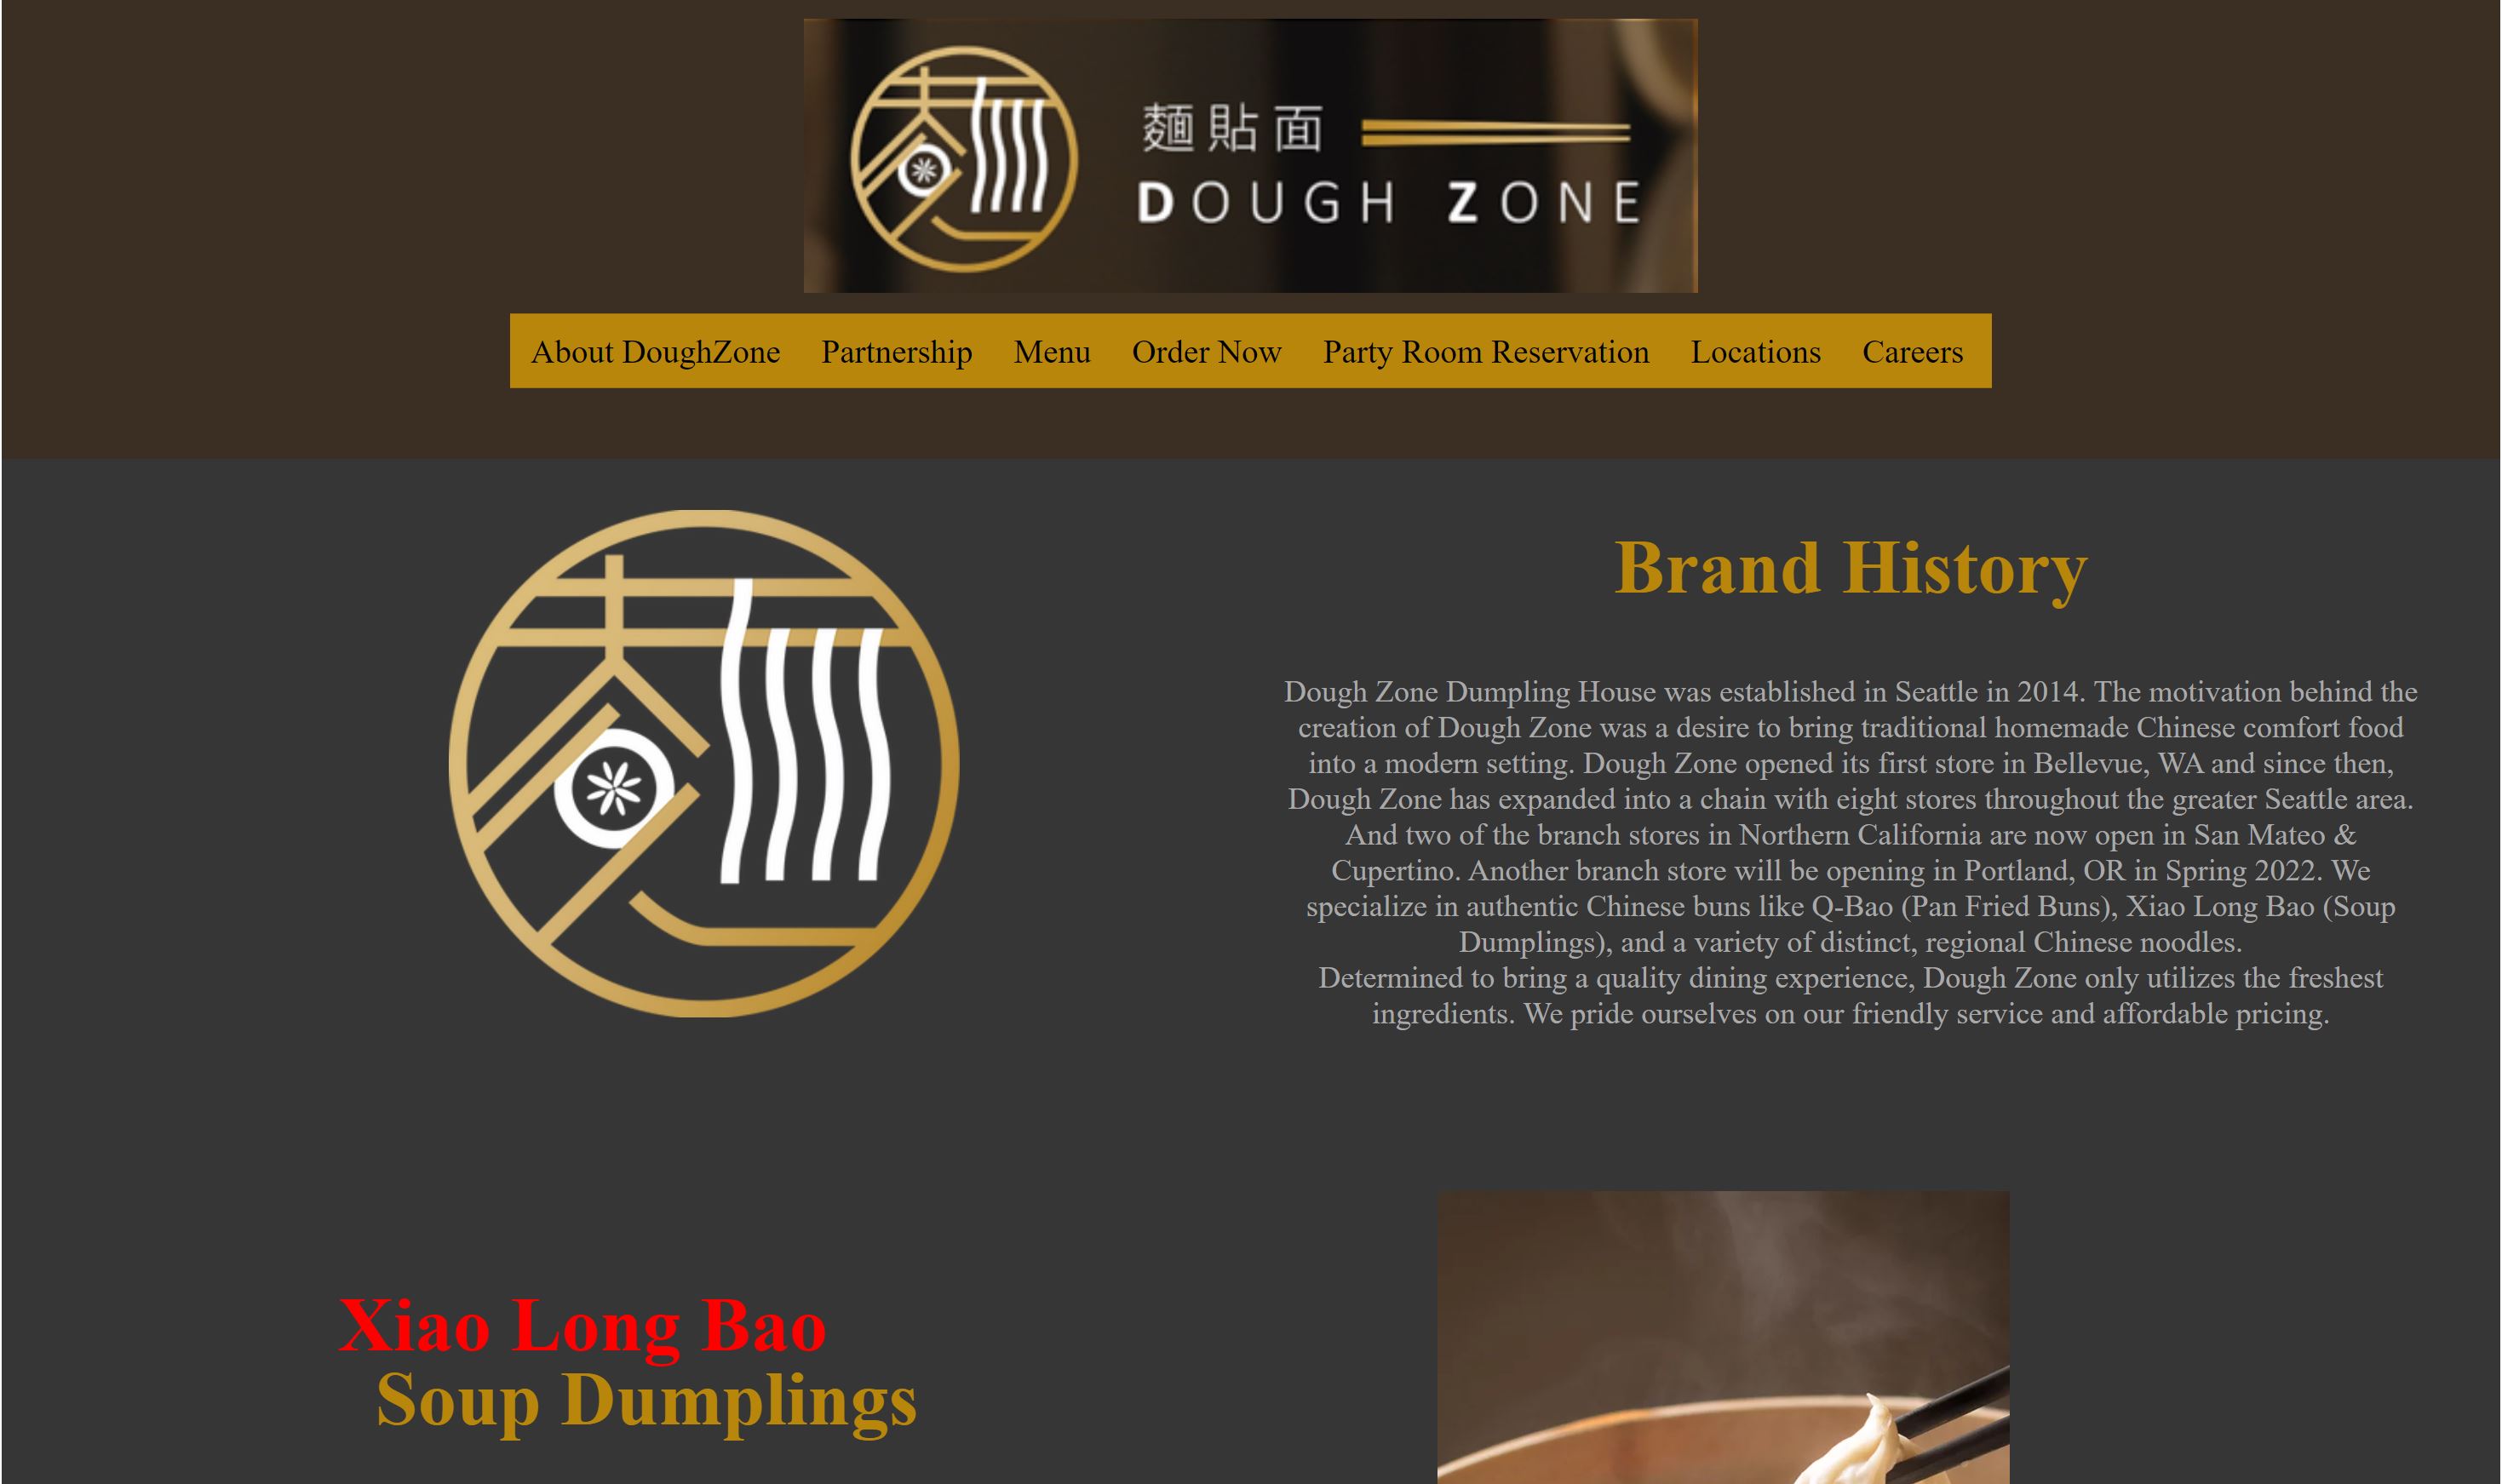 麵貼面
DOUGH ZONE
About DoughZone Partnership Menu Order Now Party Room Reservation Locations Careers
Brand History
Dough Zone Dumpling House was established in Seattle in 2014. The motivation behind the
creation of Dough Zone was a desire to bring traditional homemade Chinese comfort food
into a modern setting. Dough Zone opened its first store in Bellevue, WA and since then,
Dough Zone has expanded into a chain with eight stores throughout the greater Seattle area.
And two of the branch stores in Northern California are now open in San Mateo &
Cupertino. Another branch store will be opening in Portland, OR in Spring 2022. We
specialize in authentic Chinese buns like Q-Bao (Pan Fried Buns), Xiao Long Bao (Soup
Dumplings), and a variety of distinct, regional Chinese noodles.
Determined to bring a quality dining experience, Dough Zone only utilizes the freshest
ingredients. We pride ourselves on our friendly service and affordable pricing.
Xiao Long Bao
Soup Dumplings